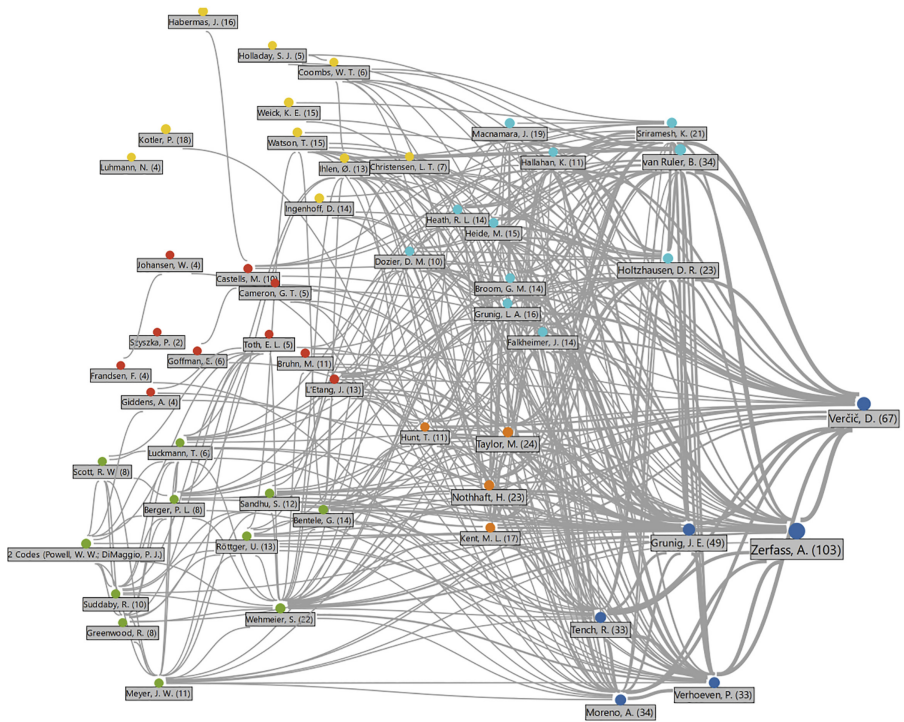 Habermas, J. (16)
Holladay, S. J. (5)
Coombs, W. T. (6)
Weick, K. E. (15)
Macnamara, J. (19)
Sriramesh, K. (21)
Kotler, P. (18)
Watson, T. (15)
Luhmann, N. (4)
Ihlen, Ø. (13)
Christensen, L. T. (7)
Hallahan, K. (11)
van Ruler, B. (34)
Ingenhoff, D. (14)
Heath, R. L. (14)
Heide, M. (15)
Johansen, W. (4)
Dozier, D. M. (10)
Holtzhausen, D. R. (23)
Castells, M. (10)
Cameron, G. T. (5)
Broom, G. M. (14)
Grunig, L. A. (16)
Szyszka, P. (2)
Toth, E. L. (5)
Falkheimer, J. (14)
Goffman, E. (6)
Bruhn, M. (11)
Frandsen, F. (4)
L'Etang, J. (13)
Giddens, A. (4)
Verčič, D. (67)
Hunt, T. (11)
Taylor, M. (24)
Luckmann, T. (6)
Scott, R. W (8)
Nothhaft, H. (23)
Berger, P. L. (8)
Sandhu, S. (12)
Bentele, G. (14)
Kent, M. L. (17)
Grunig, J. E. (49)
Zerfass, A. (103)
Röttger, U. (13)
2 Codes (Powell, W. W.; DiMaggio, P. J.)
Suddaby, R. (10)
Wehmeier, S. (22)
Tench, R. (33)
Greenwood, R. (8)
Meyer, J. W. (11)
Verhoeven, P. (33)
Moreno, A. (34)